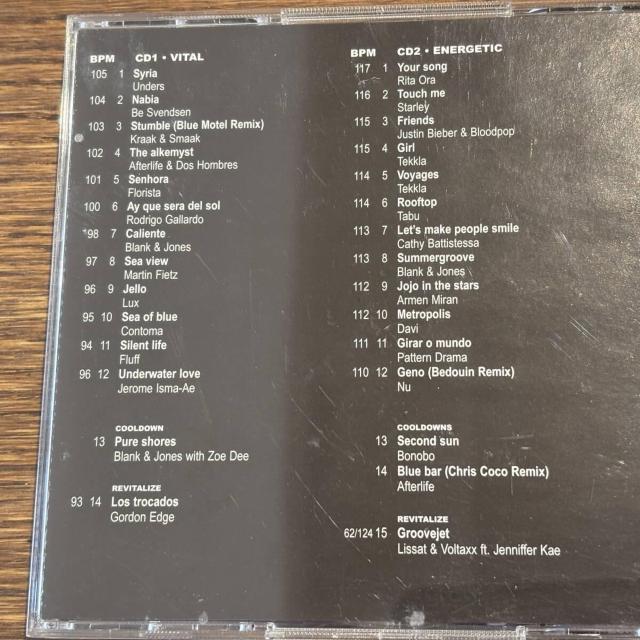 BPM CD1 • VITAL
105 1 Syria
Unders
104 2 Nabia
Be Svendsen
103 3 Stumble (Blue Motel Remix)
Kraak & Smaak
102 4 The alkemyst
Afterlife & Dos Hombres
101 5 Senhora
Florista
100 6 Ay que sera del sol
Rodrigo Gallardo
98 7 Caliente
Blank & Jones
97 8 Sea view
Martin Fietz
96 9 Jello
Lux
95 10 Sea of blue
Contoma
94 11 Silent life
Fluff
96 12 Underwater love
Jerome Isma-Ae
COOLDOWN
13 Pure shores
Blank & Jones with Zoe Dee
REVITALIZE
93 14 Los trocados
Gordon Edge
BPM CD2 • ENERGETIC
117 1 Your song
Rita Ora
116 2 Touch me
Starley
115 3 Friends
Justin Bieber & Bloodpop
115 4 Girl
Tekkla
114 5 Voyages
Tekkla
114 6 Rooftop
Tabu
113 7 Let's make people smile
Cathy Battistessa
113 8 Summergroove
Blank & Jones
112 9 Jojo in the stars
Armen Miran
112 10 Metropolis
Davi
111 11 Girar o mundo
Pattern Drama
110 12 Geno (Bedouin Remix)
Nu
COOLDOWNS
13 Second sun
Bonobo
14 Blue bar (Chris Coco Remix)
Afterlife
REVITALIZE
62/124 15 Groovejet
Lissat & Voltaxx ft. Jenniffer Kae